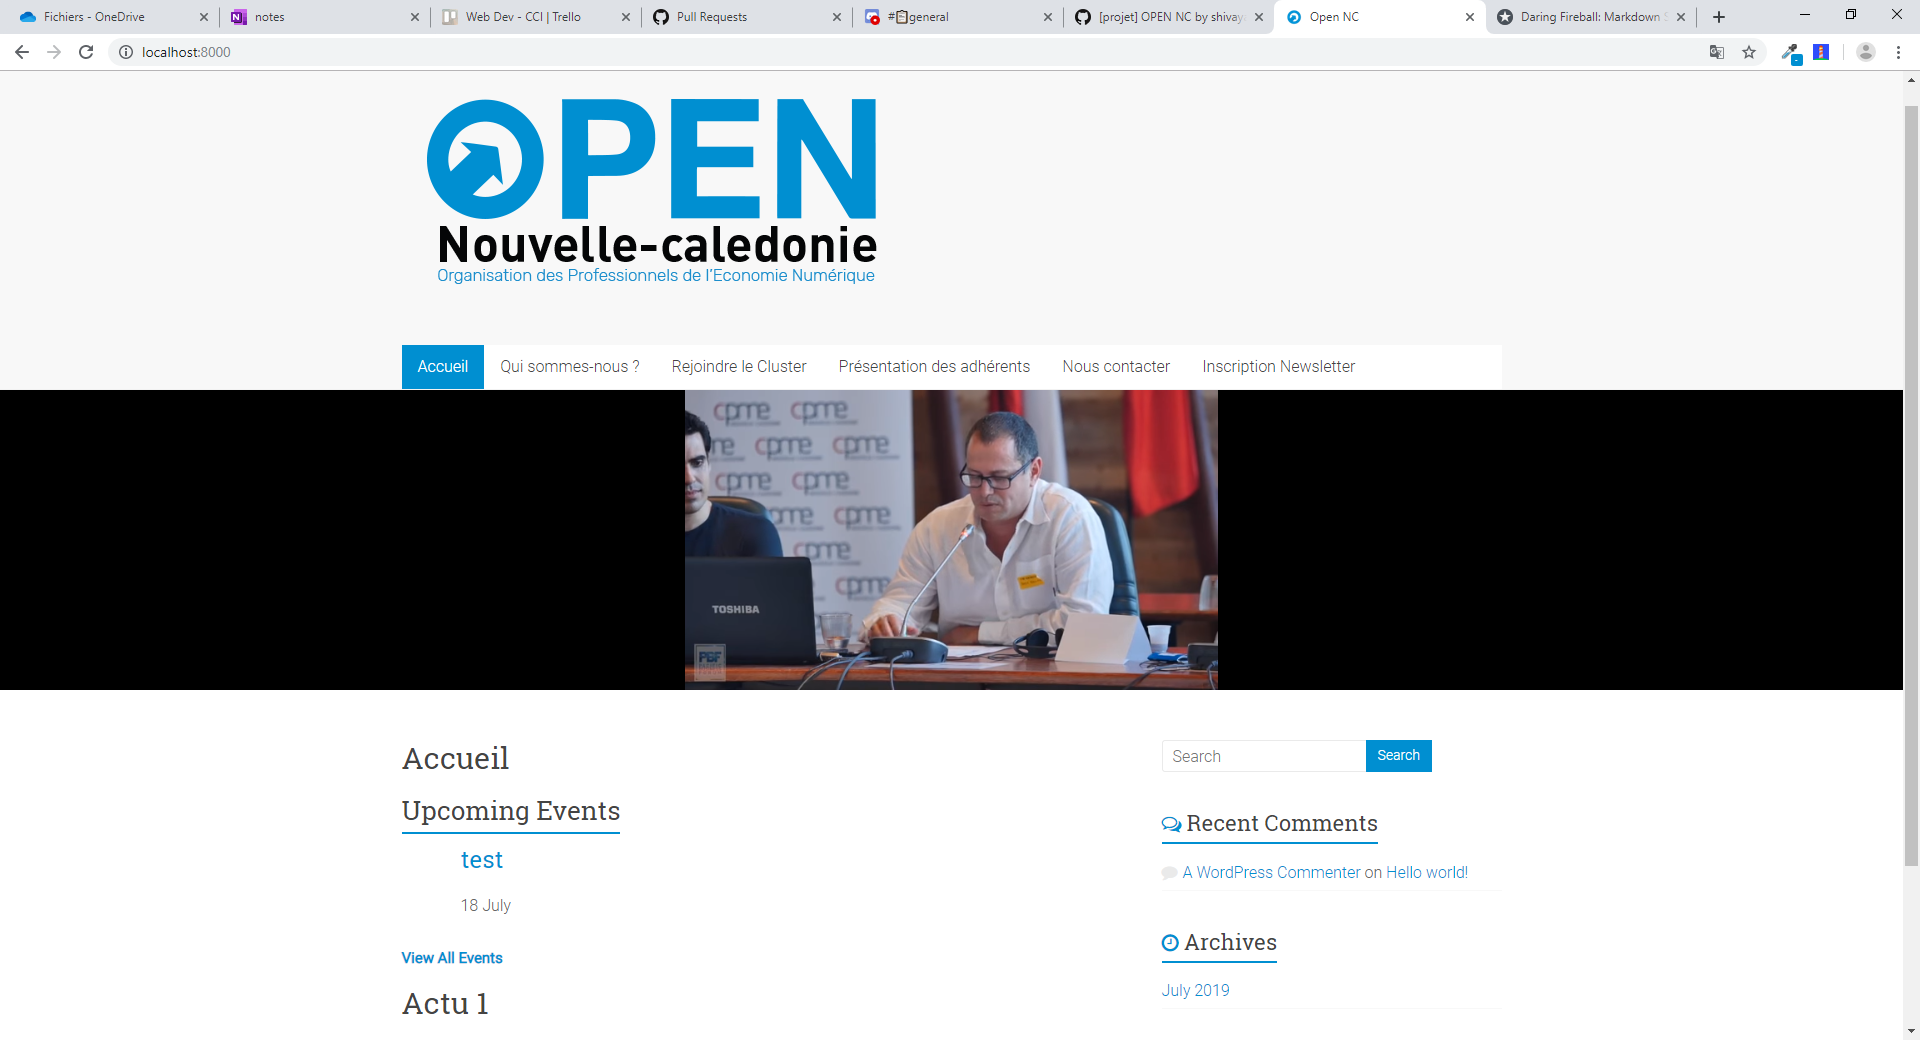 Fichiers - OneDrive
notes
Web Dev - CCI | Trello
Pull Requests
#📋general
[projet] OPEN NC by shivay
Open NC
Daring Fireball: Markdown S
localhost:8000
OPEN
Nouvelle-caledonie
Organisation des Professionnels de l'Economie Numérique
Accueil
Qui sommes-nous ?
Rejoindre le Cluster
Présentation des adhérents
Nous contacter
Inscription Newsletter
cpme cpme
cpme cpme
cpme cpme
cpme cpme
cpme
TOSHIBA
Accueil
Upcoming Events
test
18 July
View All Events
Actu 1
Search
Search
Recent Comments
A WordPress Commenter on Hello world!
Archives
July 2019